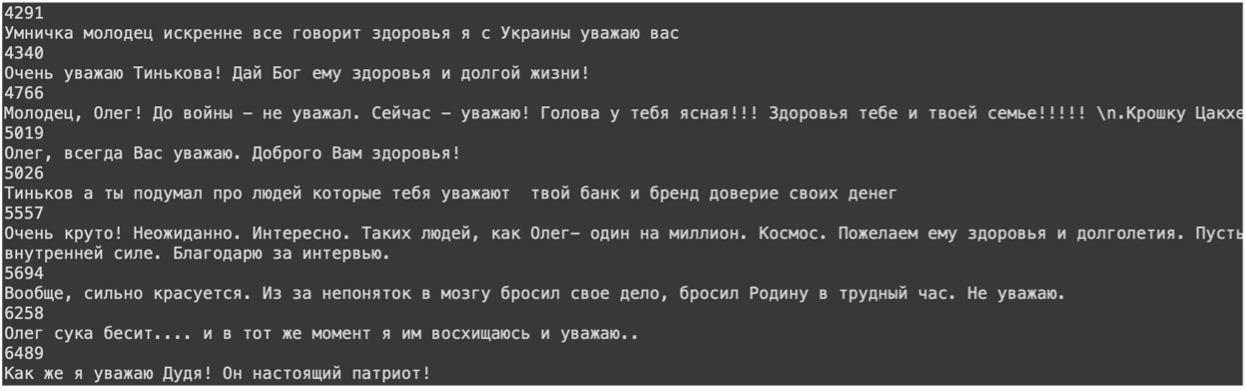 4291
Умничка молодец искренне все говорит здоровья я с Украины уважаю вас
4340
Очень уважаю Тинькова! Дай Бог ему здоровья и долгой жизни!
4766
Молодец, Олег! До войны – не уважал. Сейчас – уважаю! Голова у тебя ясная!!! Здоровья тебе и твоей семье!!!!! \n.Крошку Цахе
5019
Олег, всегда Вас уважаю. Доброго Вам здоровья!
5026
Тиньков а ты подумал про людей которые тебя уважают  твой банк и бренд доверие своих денег
5557
Очень круто! Неожиданно. Интересно. Таких людей, как Олег– один на миллион. Космос. Пожелаем ему здоровья и долголетия. Пусть
внутренней силе. Благодарю за интервью.
5694
Вообще, сильно красуется. Из за непоняток в мозгу бросил свое дело, бросил Родину в трудный час. Не уважаю.
6258
Олег сука бесит.... и в тот же момент я им восхищаюсь и уважаю..
6489
Как же я уважаю Дудя! Он настоящий патриот!